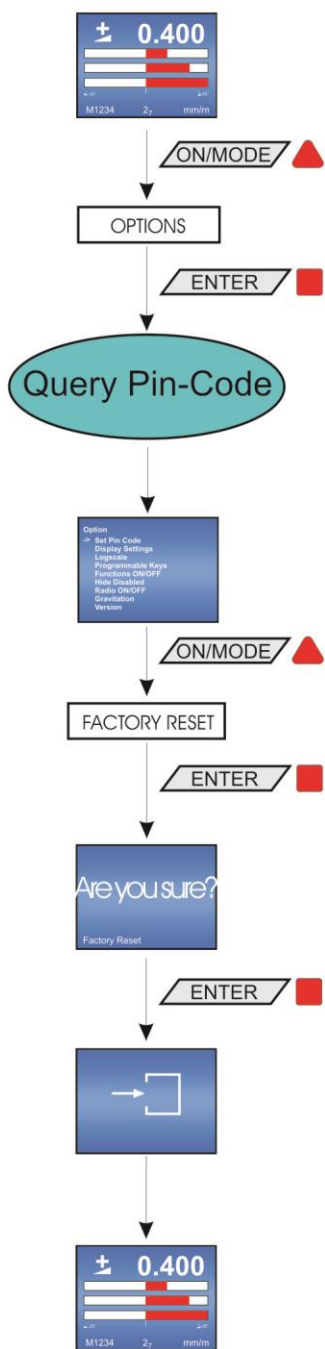 0.400
M1234 2₇ mm/m
ON/MODE
OPTIONS
ENTER
Query Pin-Code
Option
-> Set Pin Code
Display Settings
Logscale
Programmable Keys
Functions ON/OFF
Hide Disabled
Radio ON/OFF
Gravitation
Version
ON/MODE
FACTORY RESET
ENTER
Are you sure?
Factory Reset
ENTER
0.400
M1234 2₇ mm/m